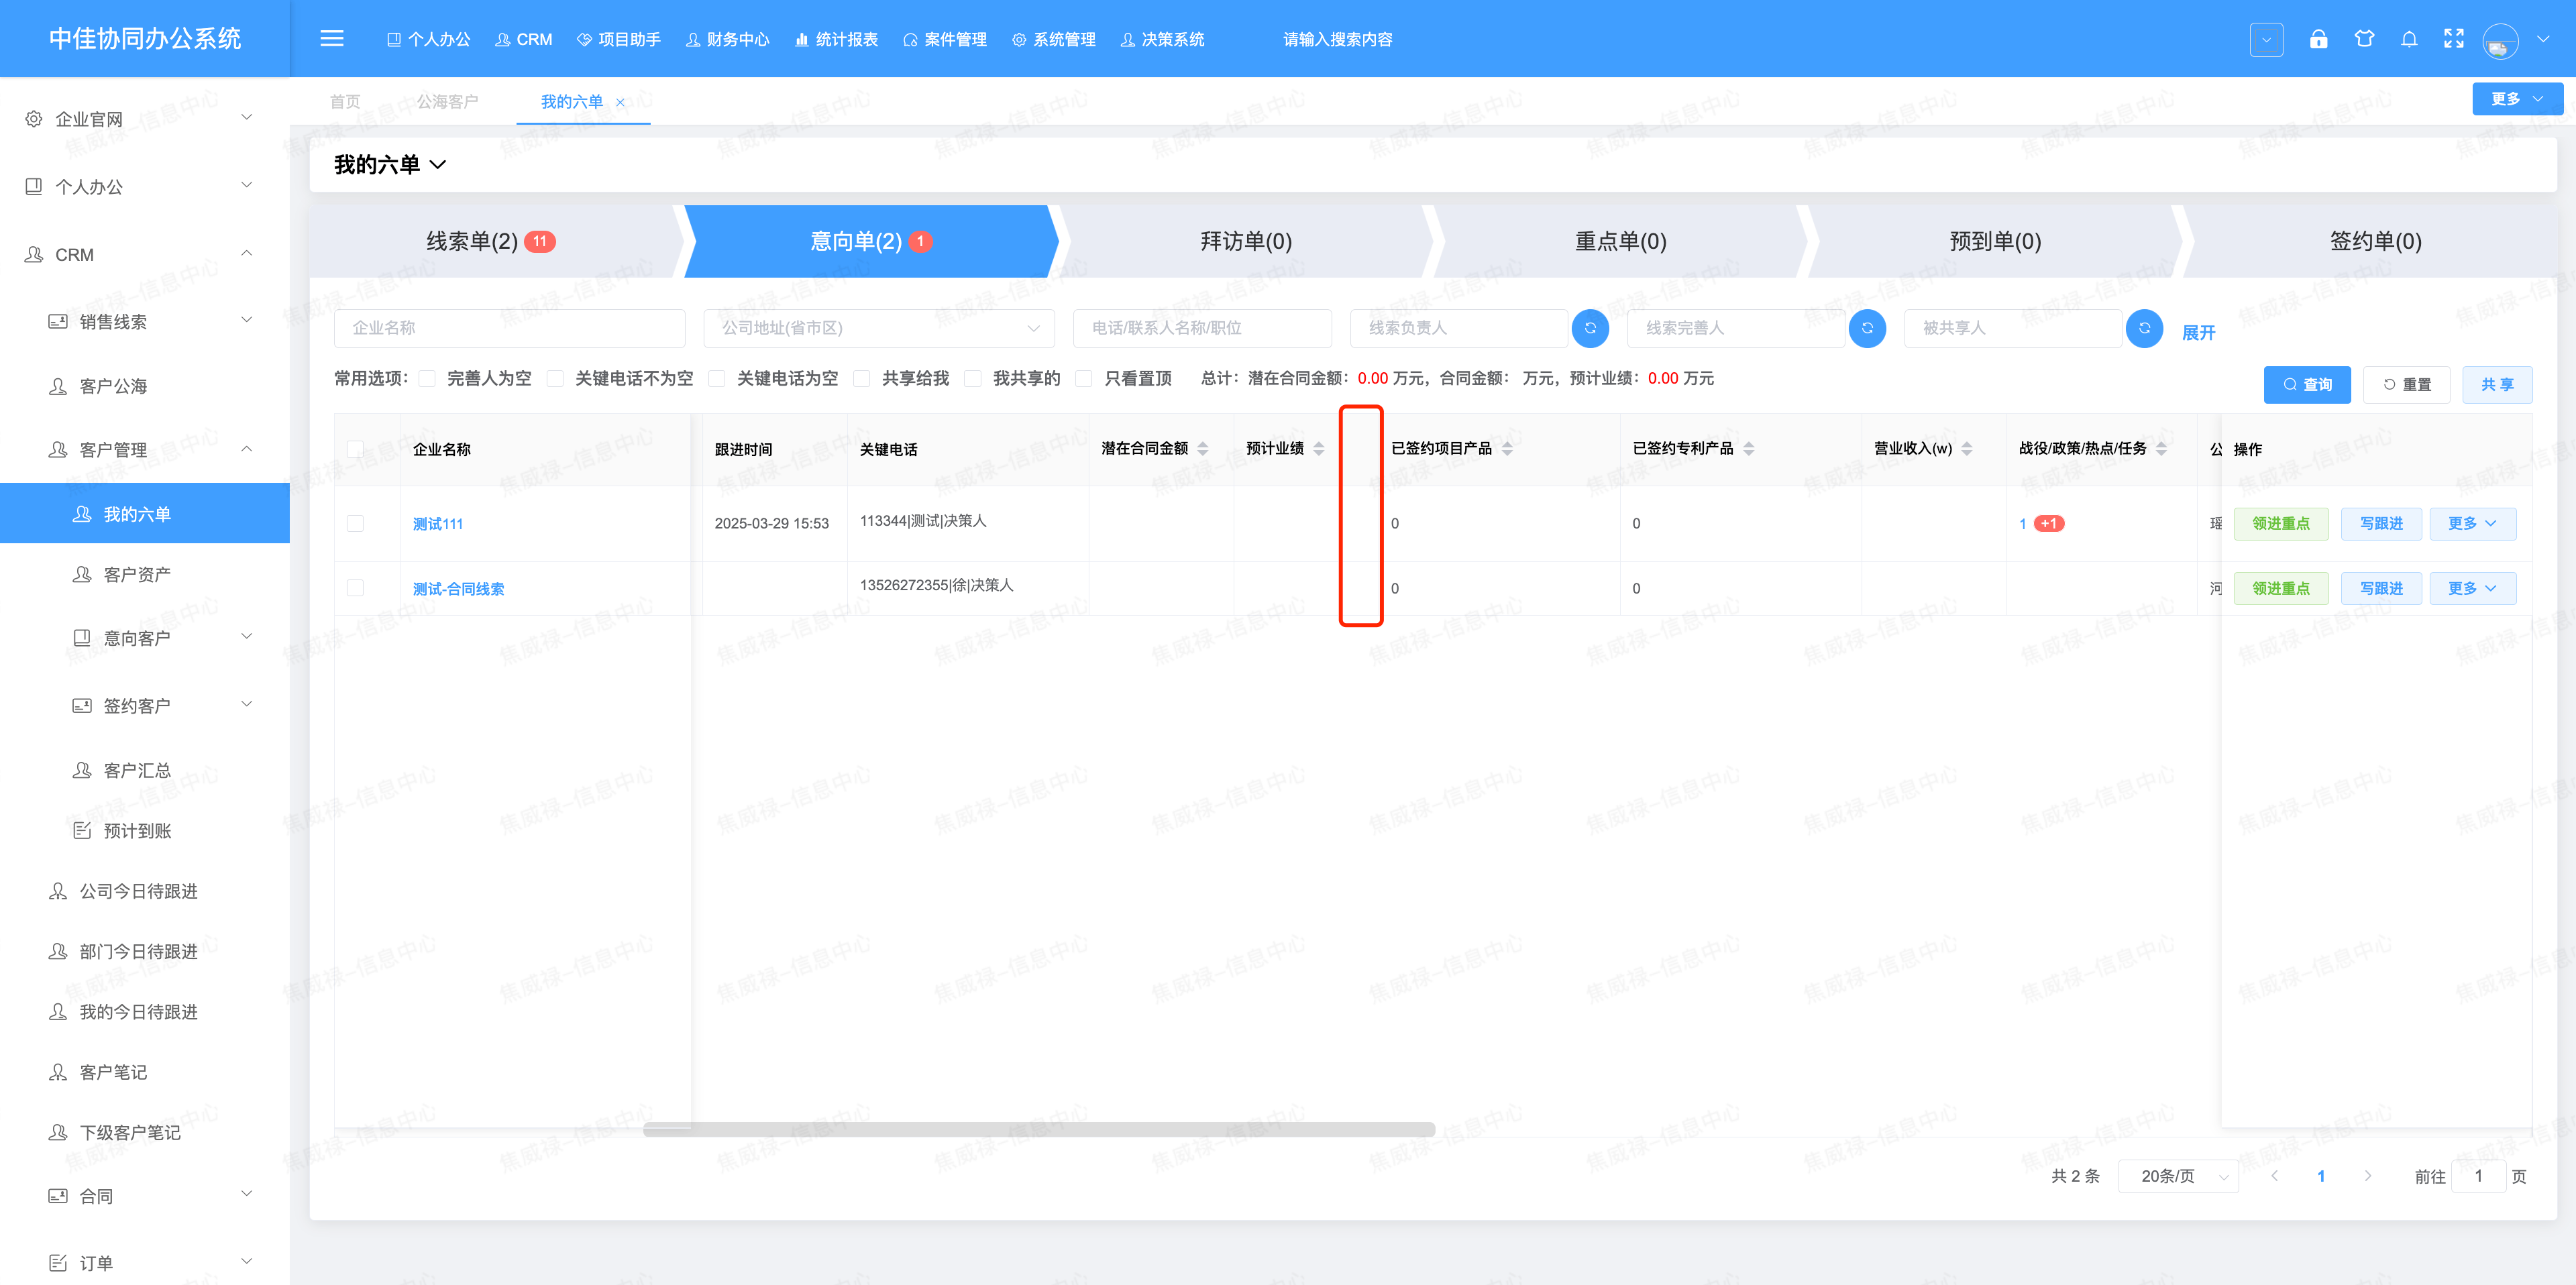 中佳协同办公系统
个人办公 CRM 项目助手 财务中心 统计报表 案件管理 系统管理 决策系统 请输入搜索内容
企业官网
个人办公
CRM
销售线索
客户公海
客户管理
我的六单
客户资产
意向客户
签约客户
客户汇总
预计到账
公司今日待跟进
部门今日待跟进
我的今日待跟进
客户笔记
下级客户笔记
合同
订单
首页 公海客户 我的六单 更多
我的六单
线索单(2) 11 意向单(2) 1 拜访单(0) 重点单(0) 预到单(0) 签约单(0)
企业名称 公司地址(省市区) 电话/联系人名称/职位 线索负责人 线索完善人 被共享人 展开
常用选项: 完善人为空 关键电话不为空 关键电话为空 共享给我 我共享的 只看置顶 总计：潜在合同金额：0.00 万元，合同金额： 万元，预计业绩：0.00 万元
查询 重置 共 享
企业名称 跟进时间 关键电话 潜在合同金额 预计业绩 已签约项目产品 已签约专利产品 营业收入(w) 战役/政策/热点/任务 公 操作
测试111 2025-03-29 15:53 113344|测试|决策人 0 0 1 +1 瑶 领进重点 写跟进 更多
测试-合同线索 13526272355|徐|决策人 0 0 河 领进重点 写跟进 更多
共 2 条 20条/页 1 前往 1 页
焦威禄-信息中心